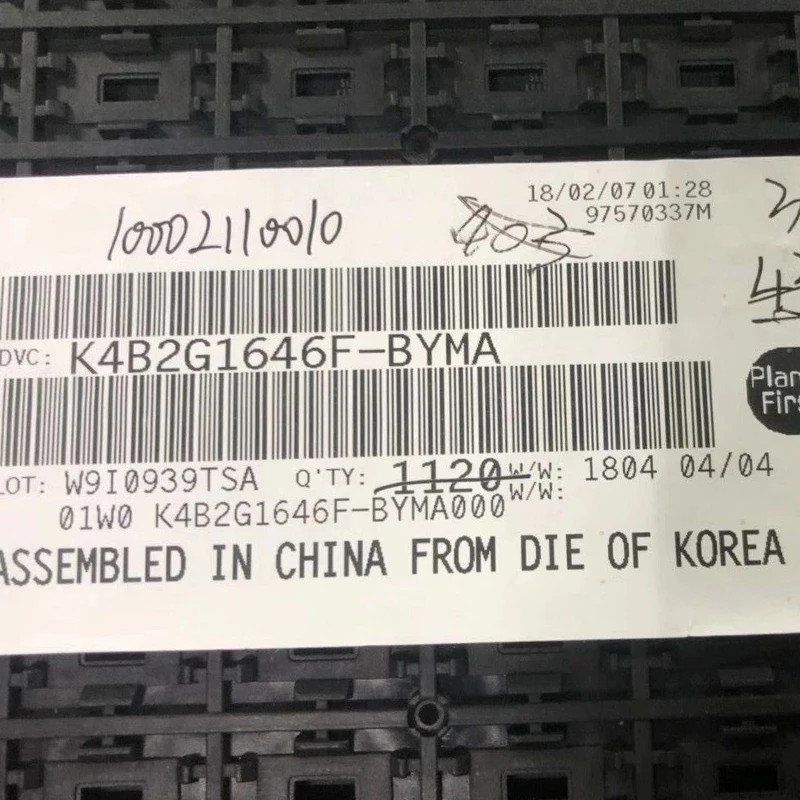 18/02/07 01:28
10002110010
97570337M
DVC: K4B2G1646F-BYMA
LOT: W9I0939TSA Q'TY: 1120 W/W: 1804 04/04
W/W:
01W0 K4B2G1646F-BYMA000
ASSEMBLED IN CHINA FROM DIE OF KOREA